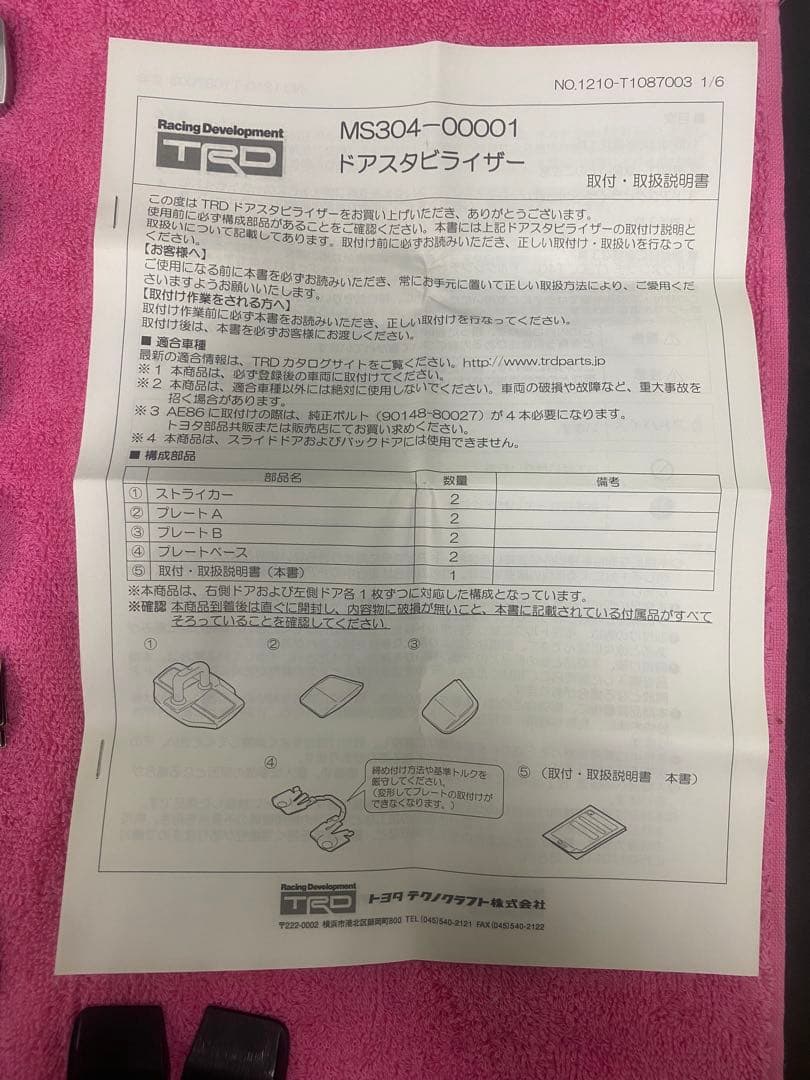 NO.1210-T1087003 1/6
Racing Development
TRD
MS304-00001
ドアスタビライザー
取付・取扱説明書
この度は TRD ドアスタビライザーをお買い上げいただき、ありがとうございます。
使用前に必ず構成部品があることをご確認ください。本書には上記ドアスタビライザーの取付け説明と
取扱いについて記載してあります。取付け前に必ずお読みいただき、正しい取付け・取扱いを行なって
ください。
【お客様へ】
ご使用になる前に本書を必ずお読みいただき、常にお手元に置いて正しい取扱方法により、ご愛用くだ
さいますようお願いいたします。
【取付け作業をされる方へ】
取付け作業前に必ず本書をお読みいただき、正しい取付けを行なってください。
取付け後は、本書を必ずお客様にお渡しください。
■ 適合車種
最新の適合情報は、TRD カタログサイトをご覧ください。http://www.trdparts.jp
※1 本商品は、必ず登録後の車両に取付けてください。
※2 本商品は、適合車種以外には絶対に使用しないでください。車両の破損や故障など、重大事故を
招く場合があります。
※3 AE86 に取付けの際は、純正ボルト（90148-80027）が 4 本必要になります。
トヨタ部品共販または販売店にてお買い求めください。
※4 本商品は、スライドドアおよびバックドアには使用できません。
■ 構成部品
部品名 数量 備考
① ストライカー 2
② プレートA 2
③ プレートB 2
④ プレートベース 2
⑤ 取付・取扱説明書（本書） 1
※本商品は、右側ドアおよび左側ドア各1枚ずつに対応した構成となっています。
※確認 本商品到着後は直ぐに開封し、内容物に破損が無いこと、本書に記載されている付属品がすべて
そろっていることを確認してください。
① ② ③
④
締め付け方法や基準トルクを
厳守してください。
（変形してプレートの取付けが
できなくなります。）
⑤（取付・取扱説明書 本書）
Racing Development
TRD トヨタ テクノクラフト株式会社
〒222-0002 横浜市港北区師岡町800 TEL(045)540-2121 FAX(045)540-2122